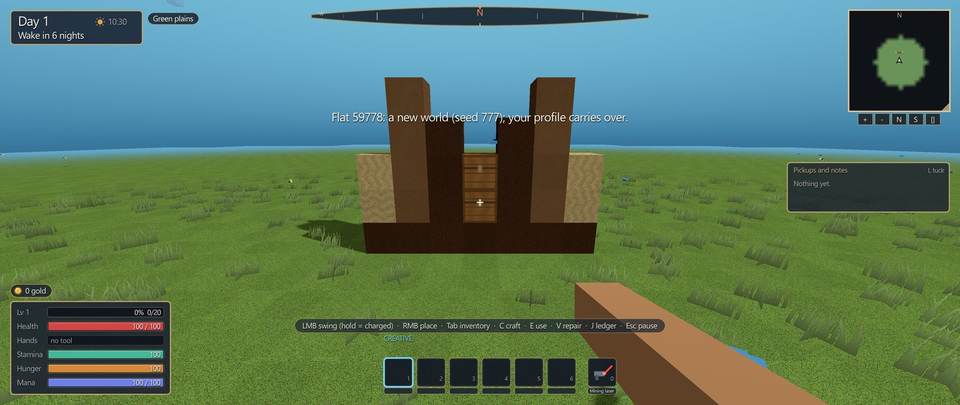 Day 1
10:30
Wake in 6 nights
Green plains
N
N
+ - N S []
Flat 59778: a new world (seed 777); your profile carries over.
Pickups and notes
L tuck
Nothing yet.
0 gold
Lv 1
0% 0/20
Health
100 / 100
Hands
no tool
Stamina
100
Hunger
100
Mana
100 / 100
LMB swing (hold = charged) · RMB place · Tab inventory · C craft · E use · V repair · J ledger · Esc pause
CREATIVE
1 2 3 4 5 6 0
Mining laser